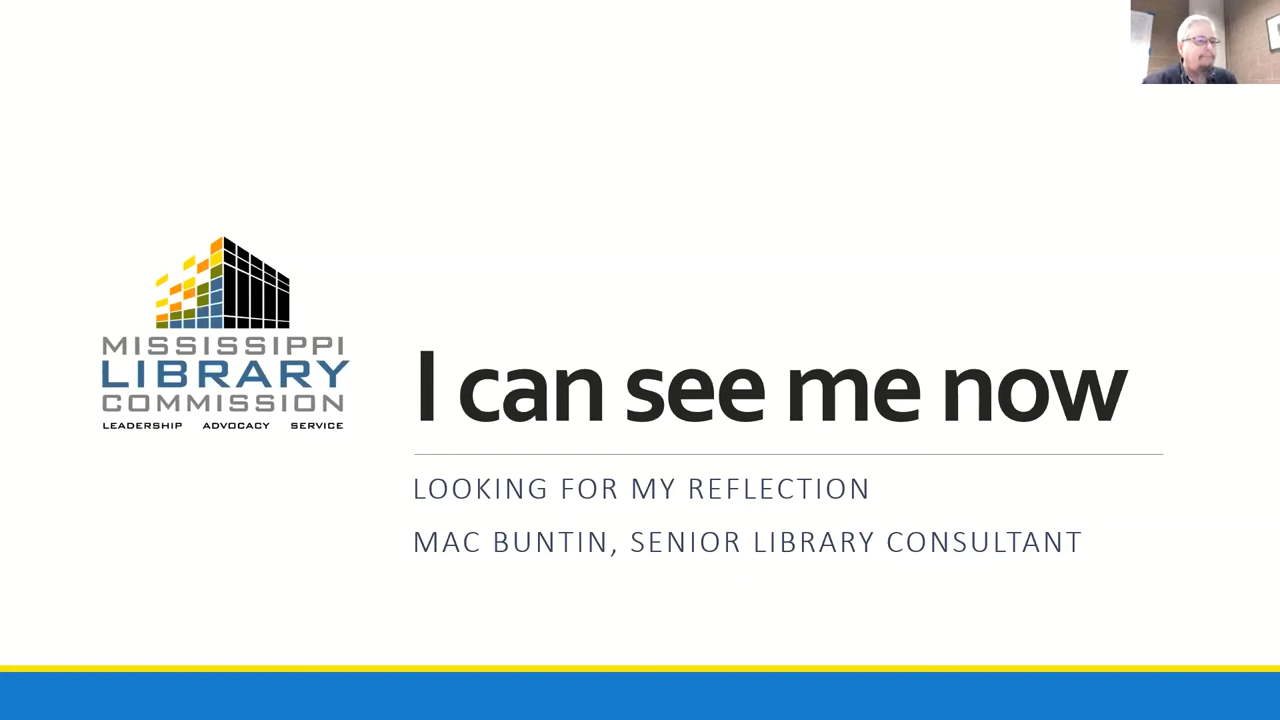 MISSISSIPPI
LIBRARY
COMMISSION
LEADERSHIP ADVOCACY SERVICE
I can see me now
LOOKING FOR MY REFLECTION
MAC BUNTIN, SENIOR LIBRARY CONSULTANT